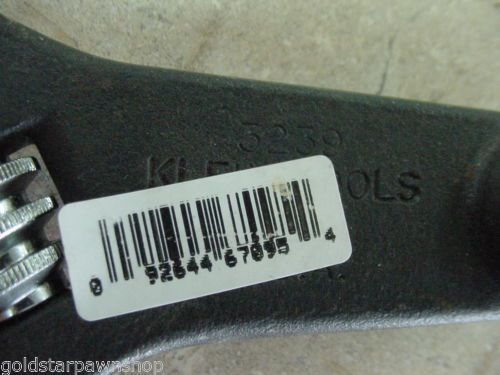 3239
KLEIN TOOLS
0 92644 67095 4
.A.
goldstarpawnshop